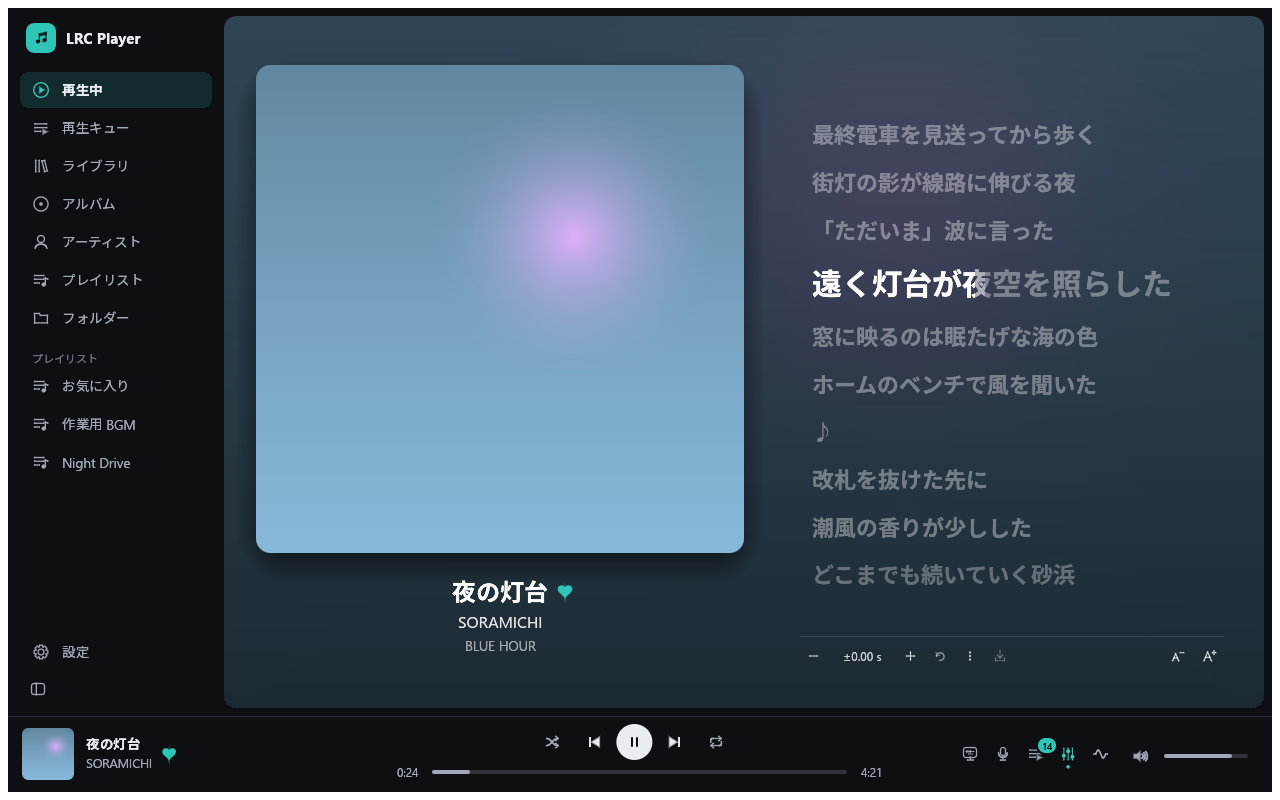 LRC Player
再生中
再生キュー
ライブラリ
アルバム
アーティスト
プレイリスト
フォルダー
プレイリスト
お気に入り
作業用 BGM
Night Drive
設定
夜の灯台
SORAMICHI
BLUE HOUR
最終電車を見送ってから歩く
街灯の影が線路に伸びる夜
「ただいま」波に言った
遠く灯台が夜空を照らした
窓に映るのは眠たげな海の色
ホームのベンチで風を聞いた
♪
改札を抜けた先に
潮風の香りが少しした
どこまでも続いていく砂浜
±0.00 s
A⁻ A⁺
夜の灯台
SORAMICHI
0:24
4:21
14